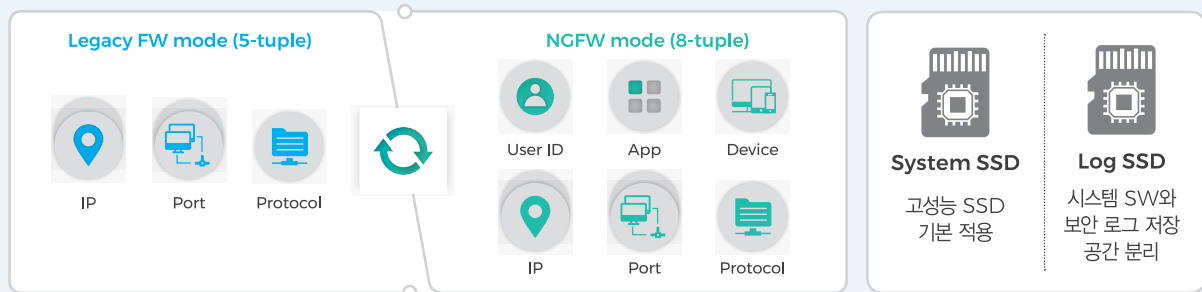 Legacy FW mode (5-tuple)
IP
Port
Protocol
NGFW mode (8-tuple)
User ID
App
Device
IP
Port
Protocol
System SSD
고성능 SSD
기본 적용
Log SSD
시스템 SW와
보안 로그 저장
공간 분리